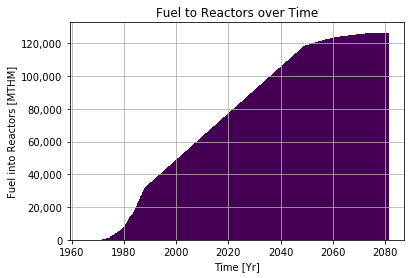 Fuel to Reactors over Time
Fuel into Reactors [MTHM]
120,000
100,000
80,000
60,000
40,000
20,000
0
1960 1980 2000 2020 2040 2060 2080
Time [Yr]